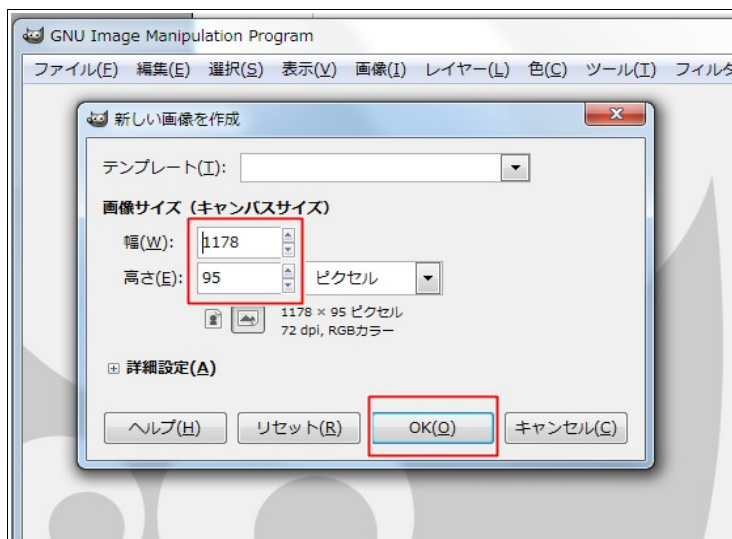 GNU Image Manipulation Program
ファイル(F) 編集(E) 選択(S) 表示(V) 画像(I) レイヤー(L) 色(C) ツール(T) フィルタ
新しい画像を作成
テンプレート(T):
画像サイズ（キャンバスサイズ）
幅(W): 1178
高さ(E): 95 ピクセル
1178 × 95 ピクセル
72 dpi, RGBカラー
詳細設定(A)
ヘルプ(H) リセット(R) OK(O) キャンセル(C)